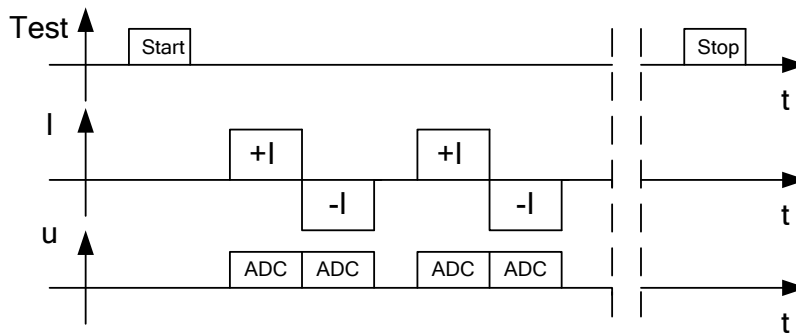 Test
Start
Stop
t
I
+I
+I
-I
-I
t
u
ADC ADC ADC ADC
t